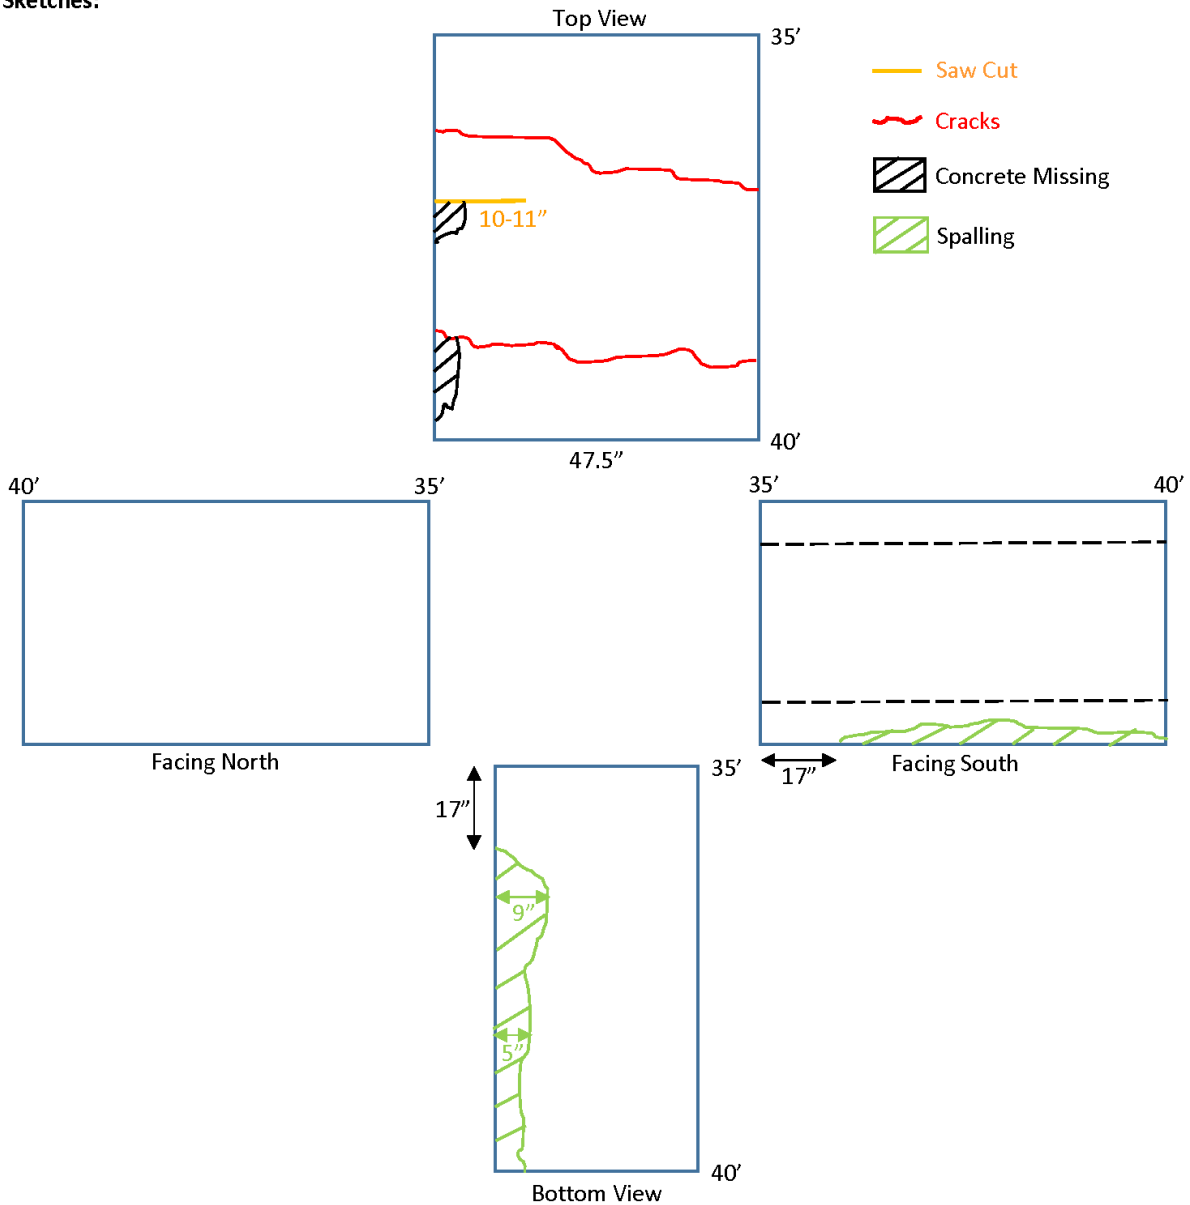 Sketches:
Top View
35’
Saw Cut
Cracks
10-11”
Concrete Missing
Spalling
40’
47.5”
40’
35’
35’
40’
Facing North
17”
Facing South
35’
17”
9”
5”
40’
Bottom View